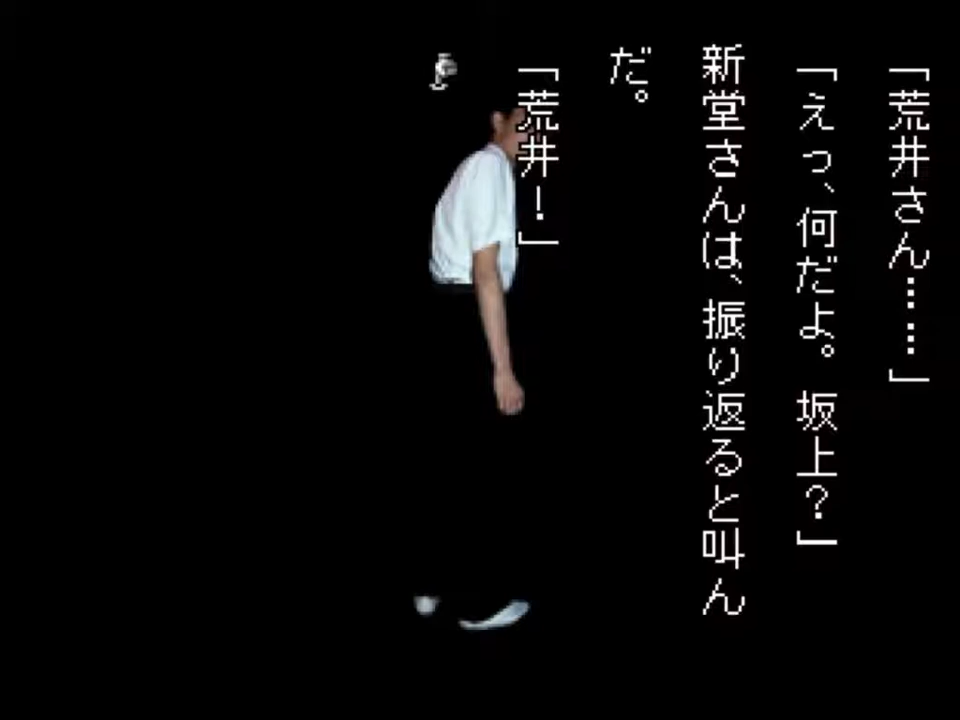 「荒井さん……」
「えっ、何だよ。坂上？」
新堂さんは、振り返ると叫ん
だ。
「荒井！」